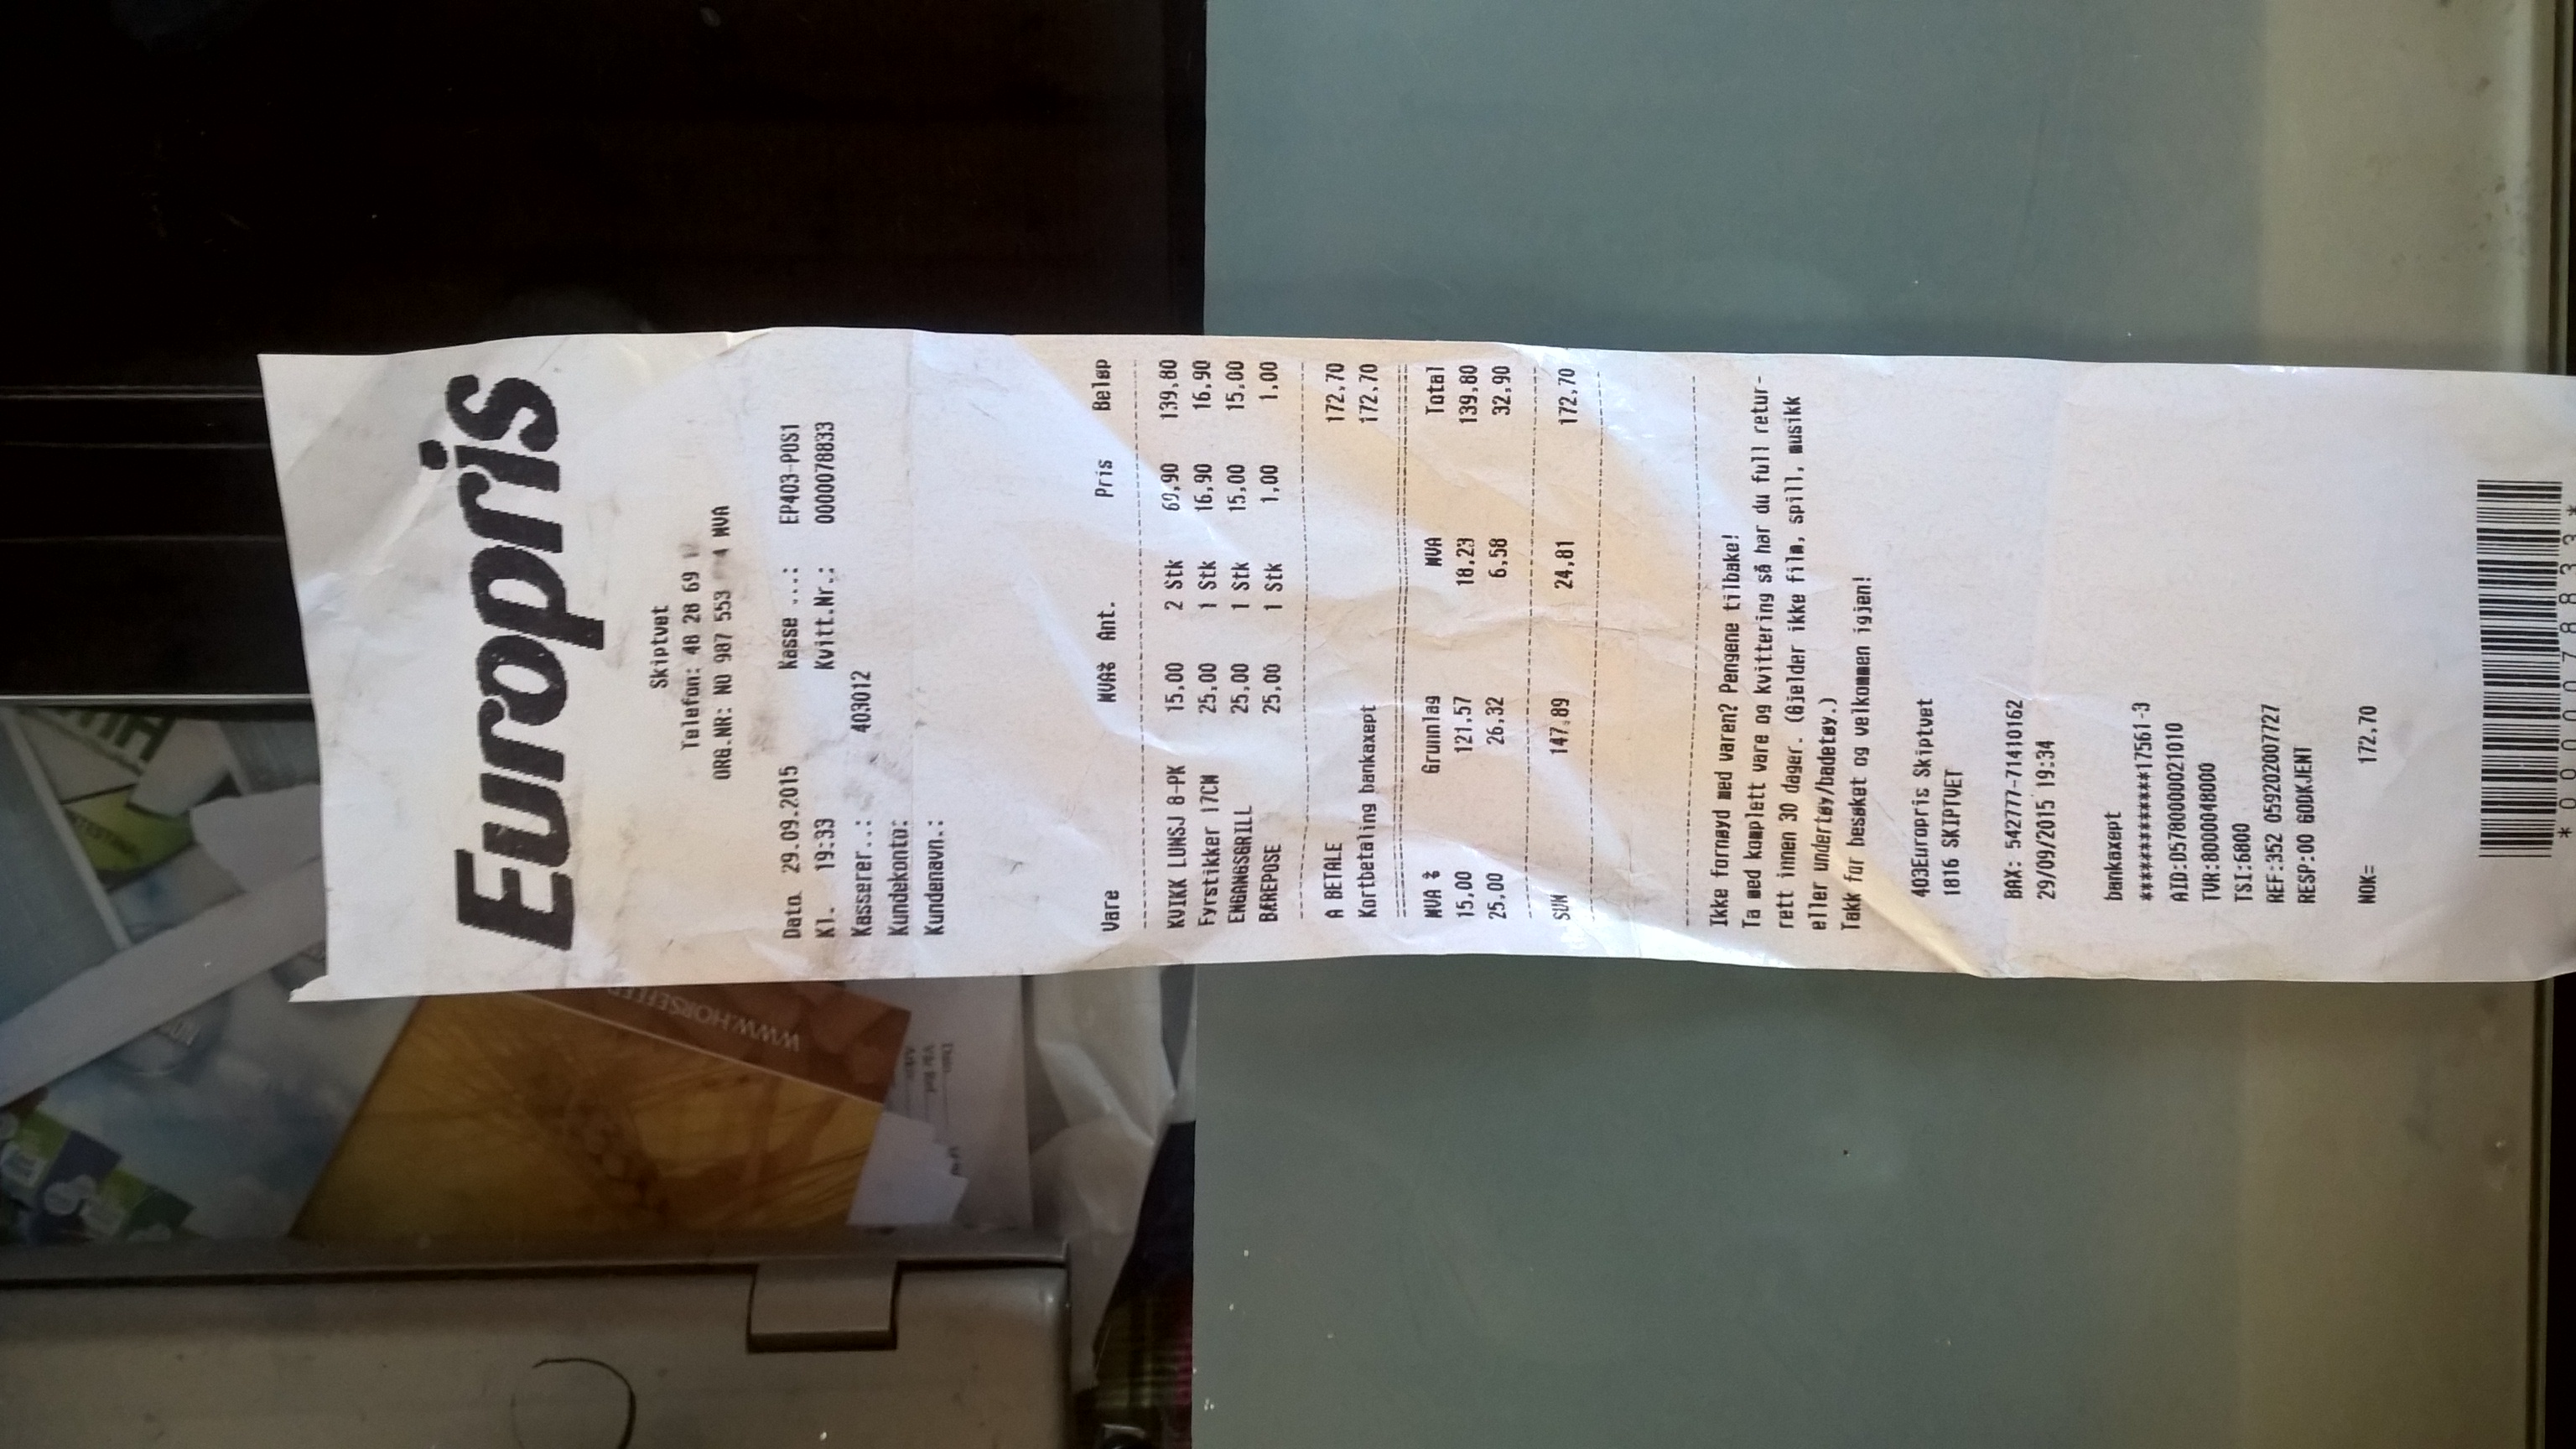 Europris
Skiptvet
Telefon: 48 28 69
ORG.NR: NO 987 553 4 MVA
Dato 29.09.2015 Kasse ...: EP403-POS1
Kl. 19:33 Kvitt.Nr.: 0000078833
Kasserer..: 403012
Kundekonto:
Kundenavn.:
Vare MVA% Ant. Pris Beløp
KVIKK LUNSJ 8-PK 15,00 2 Stk 69,90 139,80
Fyrstikker 17CM 25,00 1 Stk 16,90 16,90
ENGANGSGRILL 25,00 1 Stk 15,00 15,00
BÆREPOSE 25,00 1 Stk 1,00 1,00
A BETALE 172,70
Kortbetaling bankaxept 172,70
MVA % Grunnlag MVA Total
15,00 121,57 18,23 139,80
25,00 26,32 6,58 32,90
SUM 147,89 24,81 172,70
Ikke fornøyd med varen? Pengene tilbake!
Ta med komplett vare og kvittering så har du full retur-
rett innen 30 dager. (Gjelder ikke film, spill, musikk
eller undertøy/badetøy.)
Takk for besøket og velkommen igjen!
403Europris Skiptvet
1816 SKIPTVET
BAX: 542777-71410162
29/09/2015 19:34
bankaxept
***********17561-3
AID:D5780000021010
TVR:8000048000
TSI:6800
REF:352 059202007727
RESP:00 GODKJENT
NOK= 172,70
*0000078833*
WWW.HORSEFEE